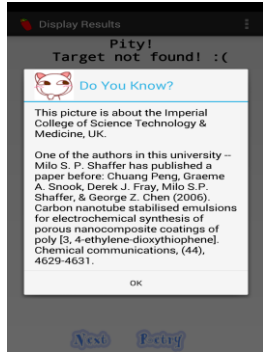 Display Results
Pity!
Target not found! :(
Do You Know?
This picture is about the Imperial
College of Science Technology &
Medicine, UK.
One of the authors in this university --
Milo S. P. Shaffer has published a
paper before: Chuang Peng, Graeme
A. Snook, Derek J. Fray, Milo S.P.
Shaffer, & George Z. Chen (2006).
Carbon nanotube stabilised emulsions
for electrochemical synthesis of
porous nanocomposite coatings of
poly [3, 4-ethylene-dioxythiophene].
Chemical communications, (44),
4629-4631.
OK
Next Retry